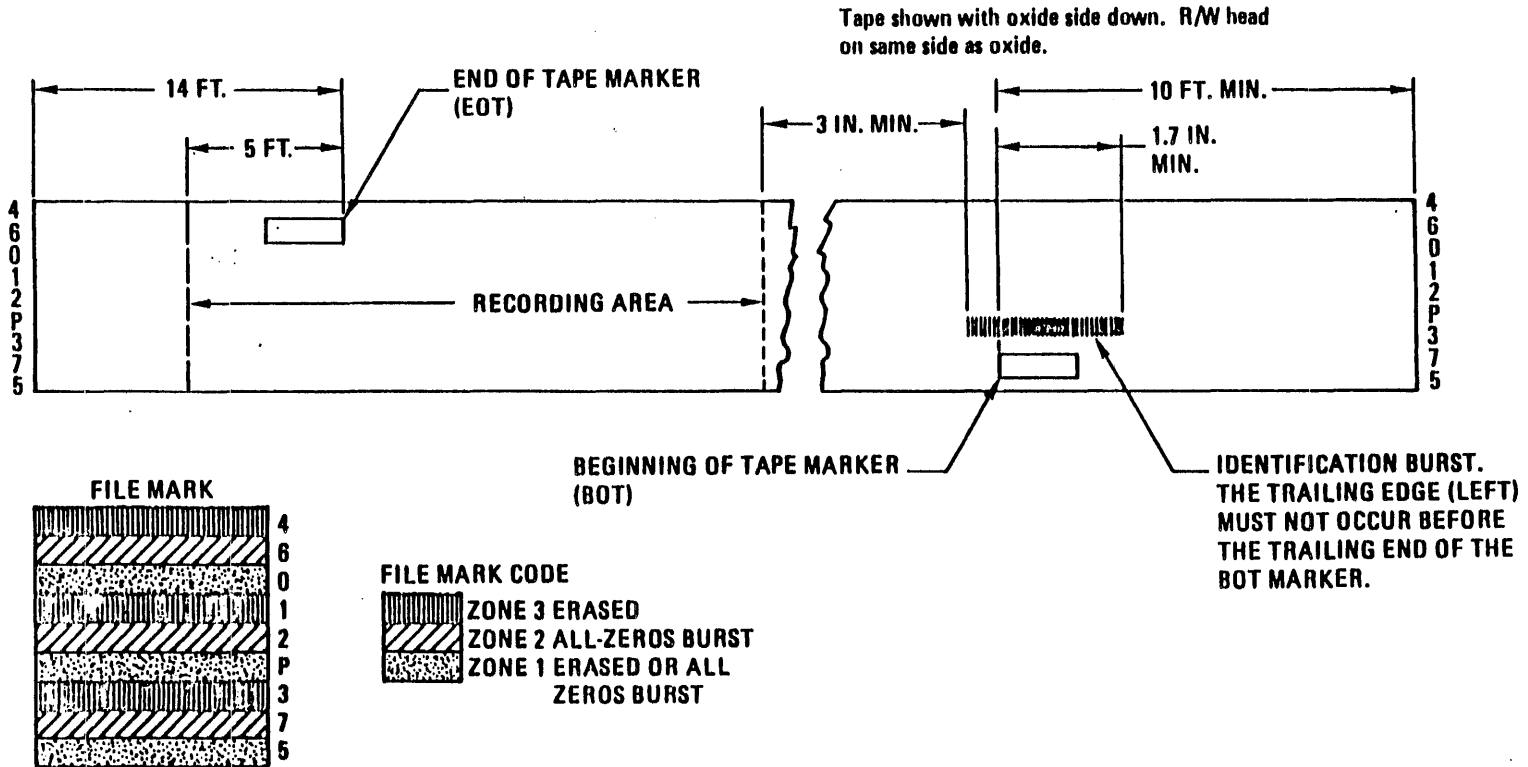 Tape shown with oxide side down. R/W head
on same side as oxide.
14 FT.
END OF TAPE MARKER
(EOT)
10 FT. MIN.
3 IN. MIN.
1.7 IN.
MIN.
5 FT.
4
6
0
1
2
P
3
7
5
RECORDING AREA
4
6
0
1
2
P
3
7
5
BEGINNING OF TAPE MARKER
(BOT)
IDENTIFICATION BURST.
THE TRAILING EDGE (LEFT)
MUST NOT OCCUR BEFORE
THE TRAILING END OF THE
BOT MARKER.
FILE MARK
4
6
0
1
2
P
3
7
5
FILE MARK CODE
ZONE 3 ERASED
ZONE 2 ALL-ZEROS BURST
ZONE 1 ERASED OR ALL
ZEROS BURST